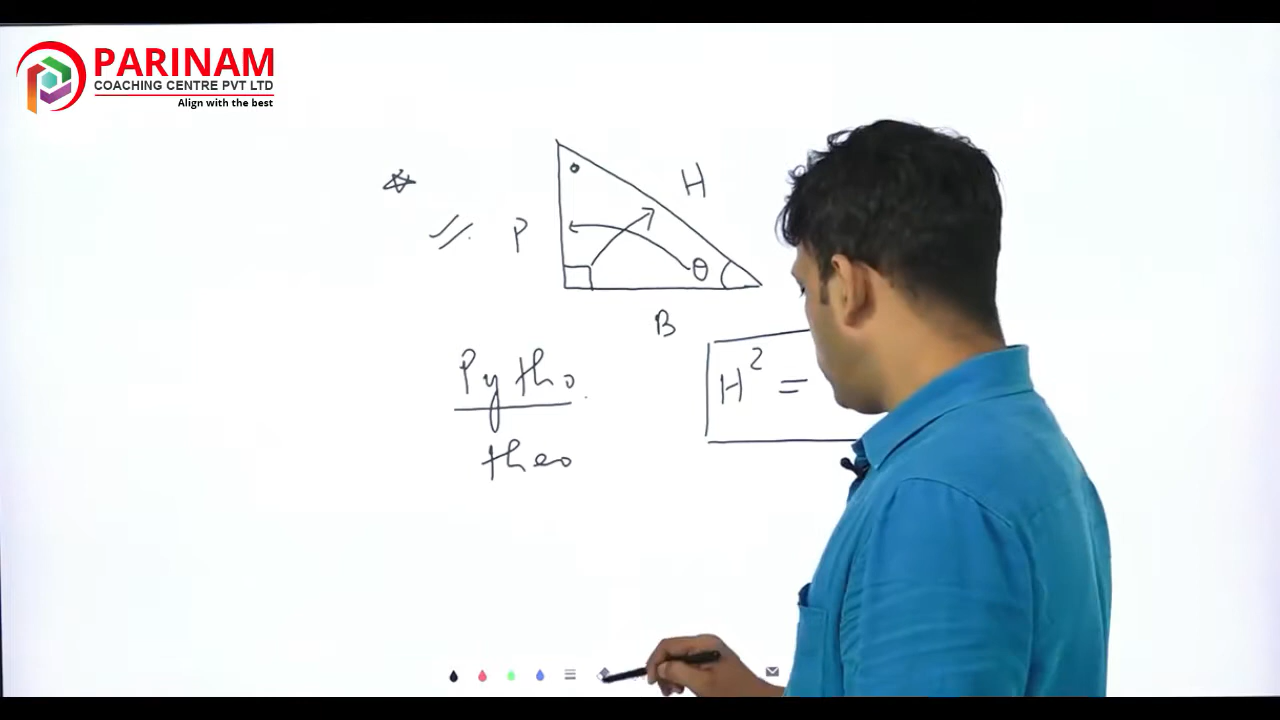 PARINAM
COACHING CENTRE PVT LTD
Align with the best
H
P
θ
B
Pytho.
theo
H² =